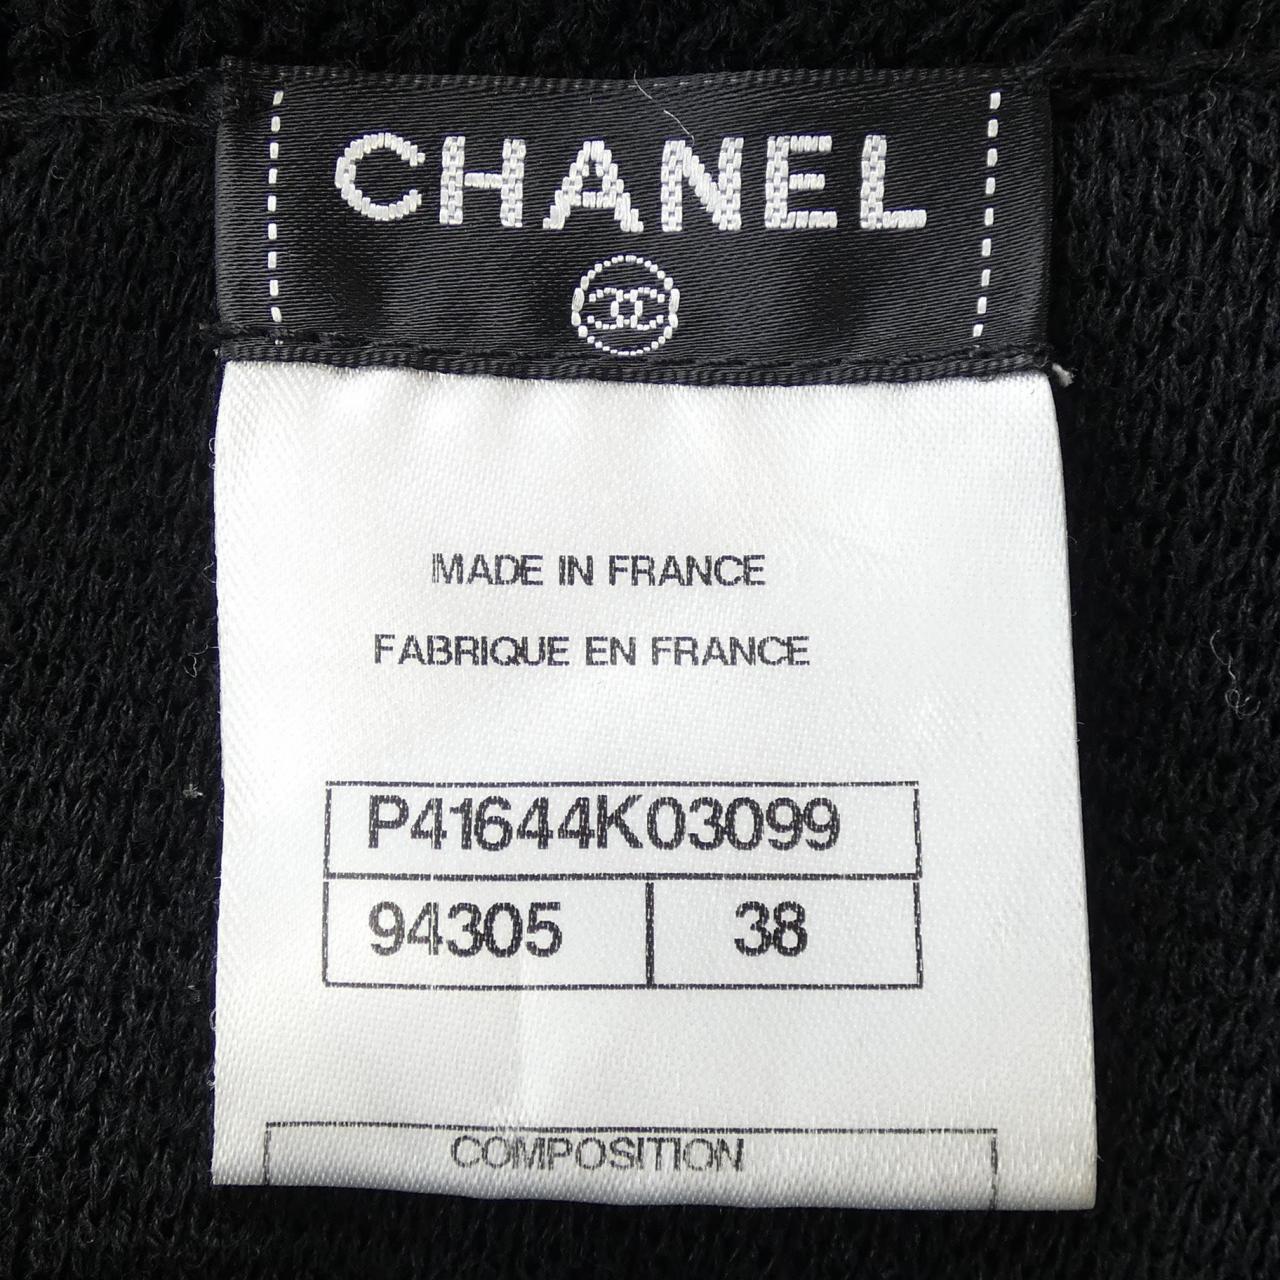 CHANEL
MADE IN FRANCE
FABRIQUE EN FRANCE
P41644K03099
94305 38
COMPOSITION